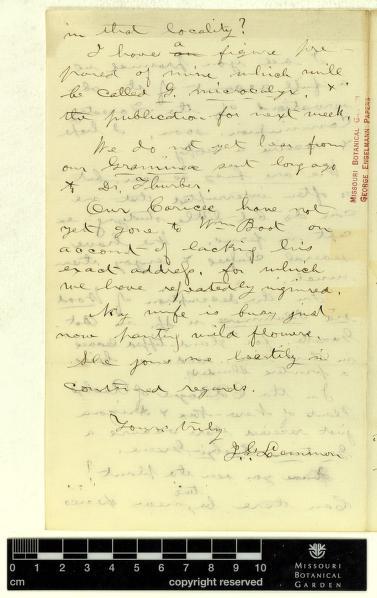 in that locality?
I have a figure pre-
pared of mine, which will
be called G. microcalyx, &
the publication for next week.
We do not yet hear from
our Gramineæ sent long ago
to Dr. Thurber.
Our Caricee have not
yet gone to Wm Boot on
account of lacking his
exact address, for which
we have repeatedly inquired.
My wife is busy just
now painting wild flowers.
She joins me heartily in
continued regards.
Yours truly
J. G. Lemmon
MISSOURI BOTANICAL
GEORGE ENGELMANN PAPERS
0 1 2 3 4 5 6 7 8 9 10
cm copyright reserved
MISSOURI
BOTANICAL
GARDEN